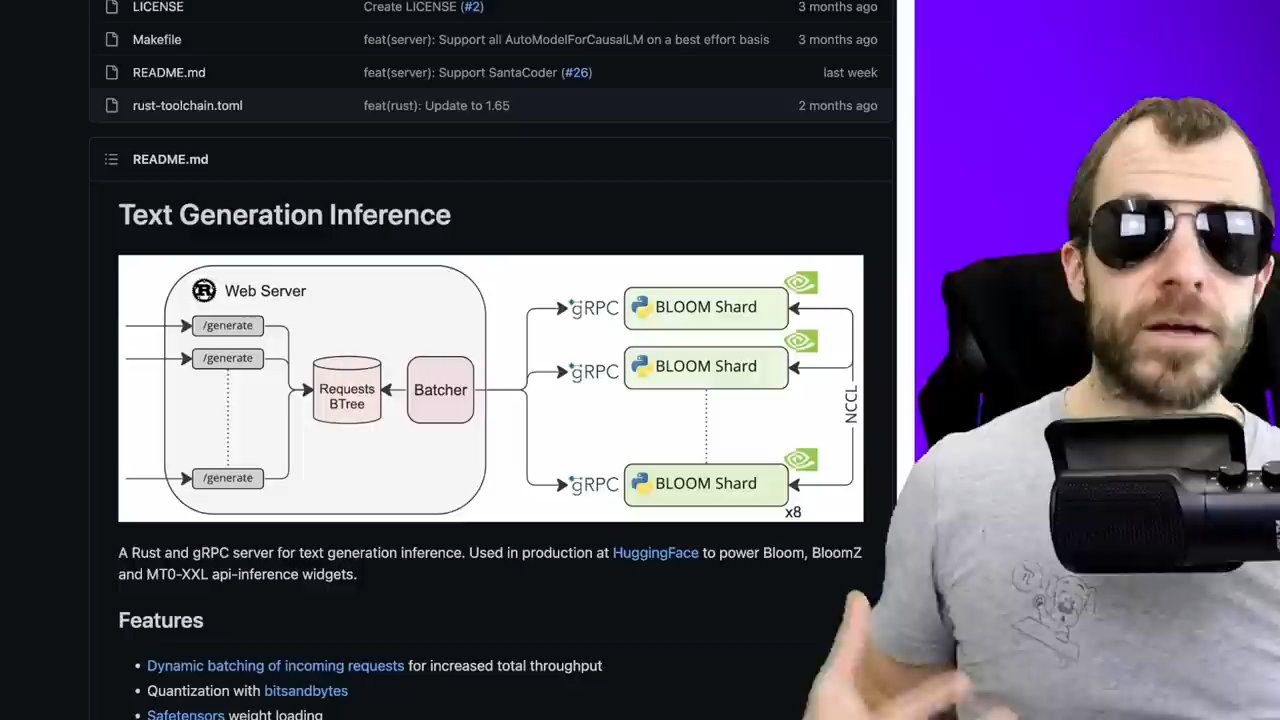 LICENSE Create LICENSE (#2) 3 months ago
Makefile feat(server): Support all AutoModelForCausalLM on a best effort basis 3 months ago
README.md feat(server): Support SantaCoder (#26) last week
rust-toolchain.toml feat(rust): Update to 1.65 2 months ago
README.md
Text Generation Inference
Web Server
/generate
/generate
/generate
Requests
BTree
Batcher
gRPC BLOOM Shard
gRPC BLOOM Shard
gRPC BLOOM Shard
x8
NCCL
A Rust and gRPC server for text generation inference. Used in production at HuggingFace to power Bloom, BloomZ
and MT0-XXL api-inference widgets.
Features
• Dynamic batching of incoming requests for increased total throughput
• Quantization with bitsandbytes
• Safetensors weight loading